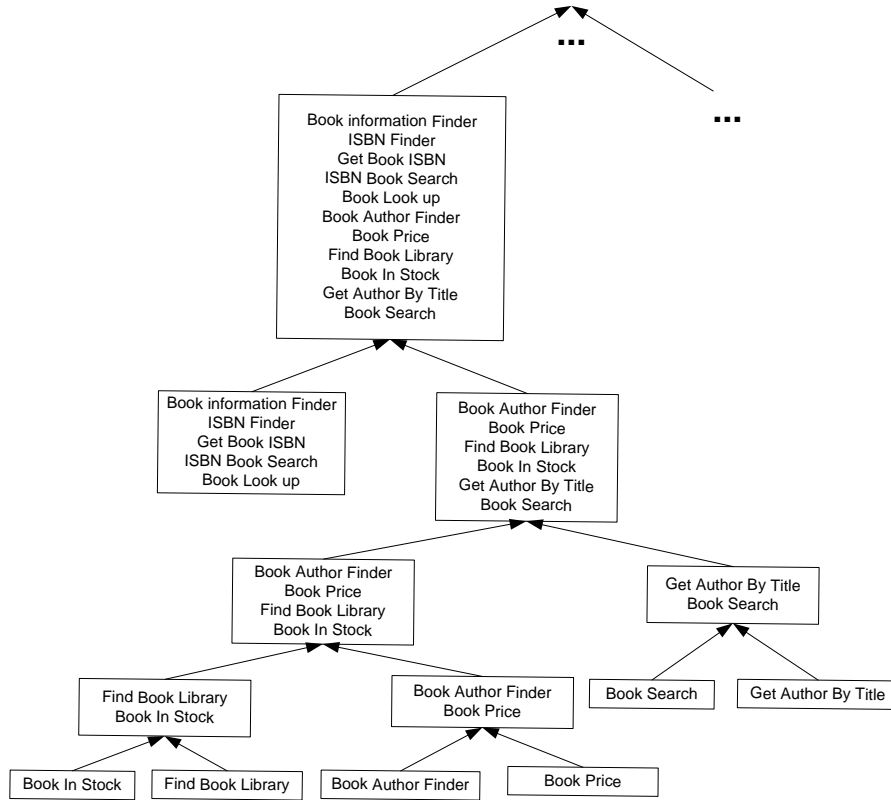 ...
...
Book information Finder
ISBN Finder
Get Book ISBN
ISBN Book Search
Book Look up
Book Author Finder
Book Price
Find Book Library
Book In Stock
Get Author By Title
Book Search
Book information Finder
ISBN Finder
Get Book ISBN
ISBN Book Search
Book Look up
Book Author Finder
Book Price
Find Book Library
Book In Stock
Get Author By Title
Book Search
Book Author Finder
Book Price
Find Book Library
Book In Stock
Get Author By Title
Book Search
Find Book Library
Book In Stock
Book Author Finder
Book Price
Book Search
Get Author By Title
Book In Stock
Find Book Library
Book Author Finder
Book Price